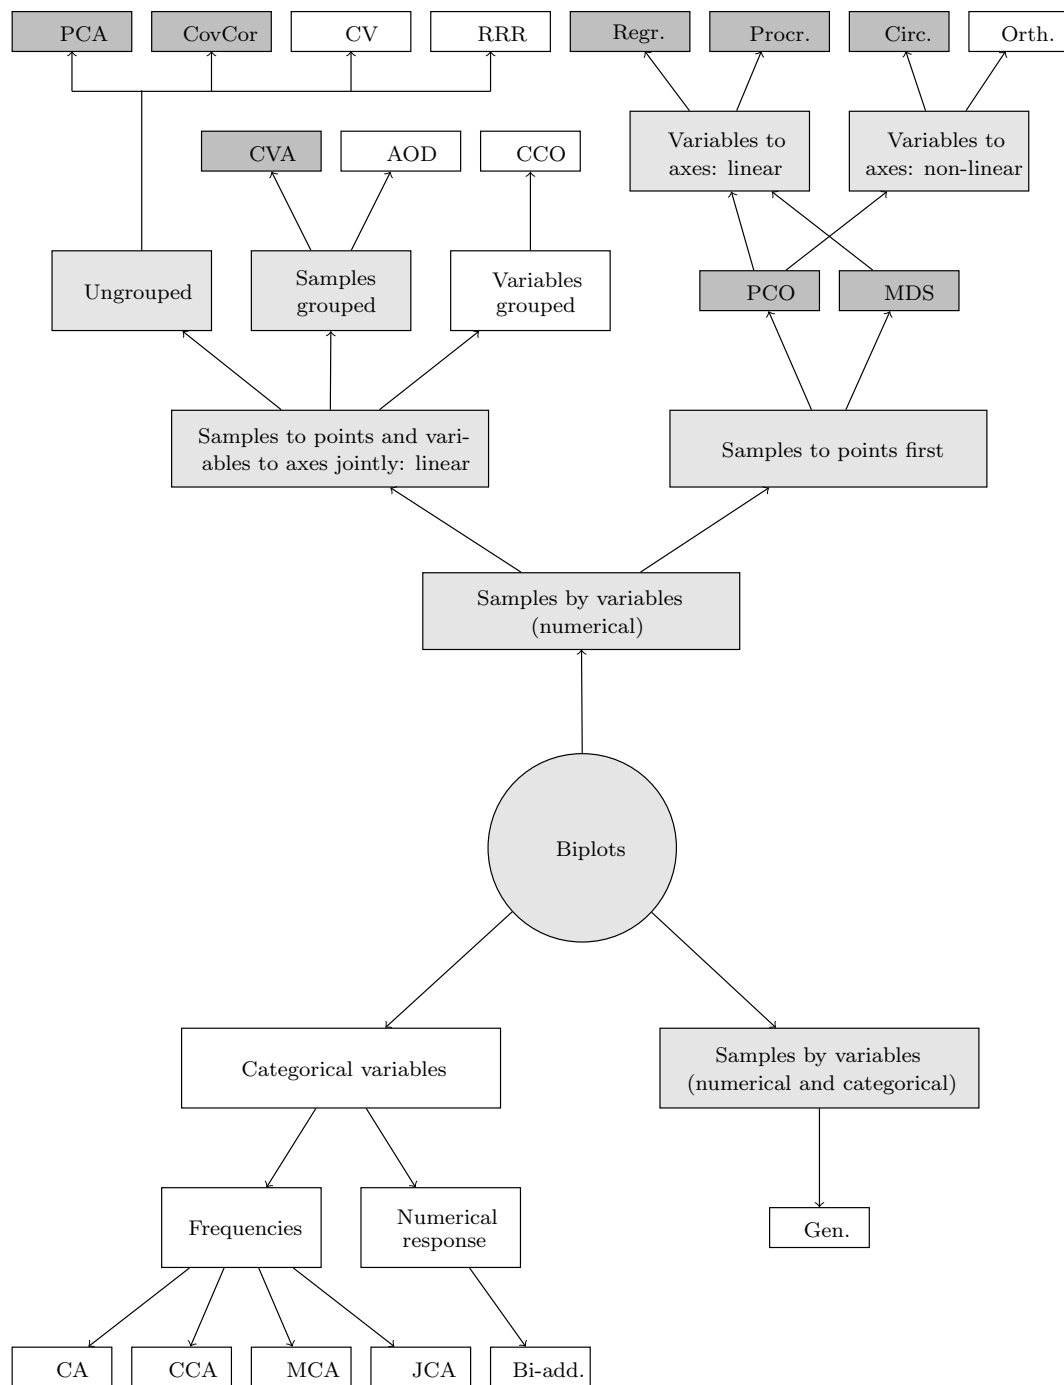 PCA
CovCor
CV
RRR
Regr.
Procr.
Circ.
Orth.
Variables to
axes: linear
Variables to
axes: non-linear
CVA
AOD
CCO
Ungrouped
Samples
grouped
Variables
grouped
PCO
MDS
Samples to points and vari-
ables to axes jointly: linear
Samples to points first
Samples by variables
(numerical)
Biplots
Categorical variables
Samples by variables
(numerical and categorical)
Frequencies
Numerical
response
Gen.
CA
CCA
MCA
JCA
Bi-add.